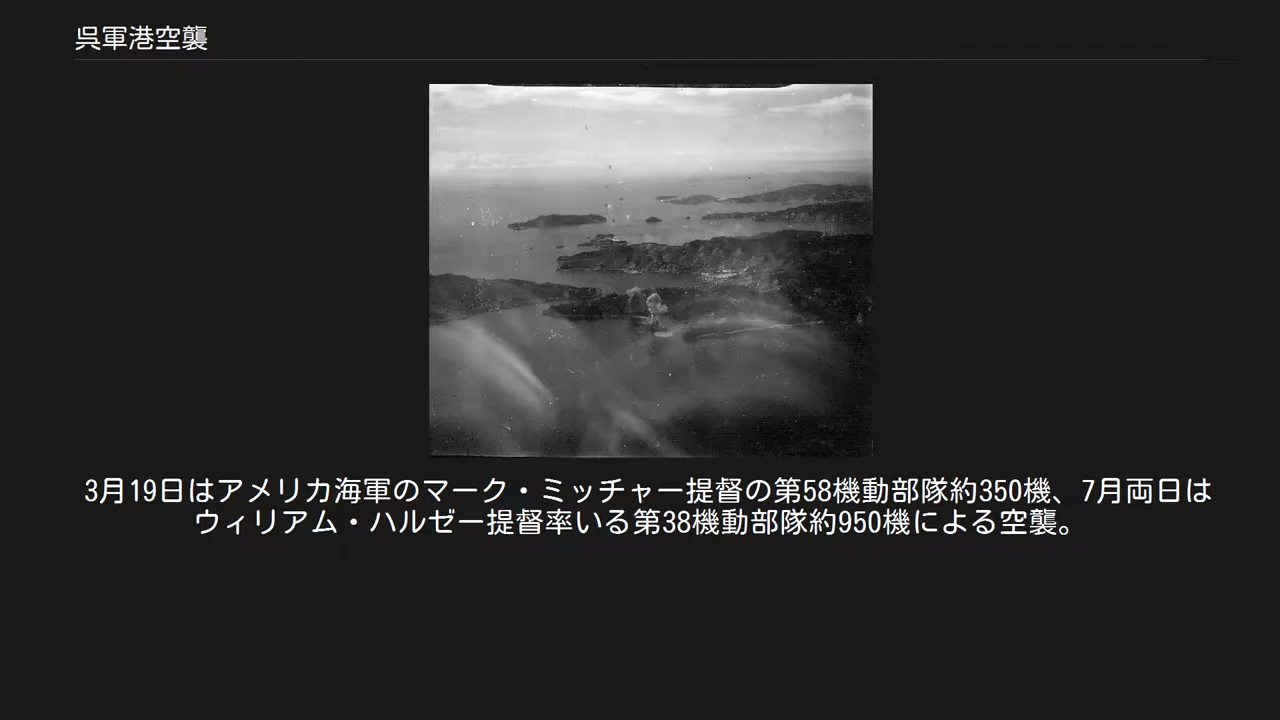 呉軍港空襲
3月19日はアメリカ海軍のマーク・ミッチャー提督の第58機動部隊約350機、7月両日は
ウィリアム・ハルゼー提督率いる第38機動部隊約950機による空襲。